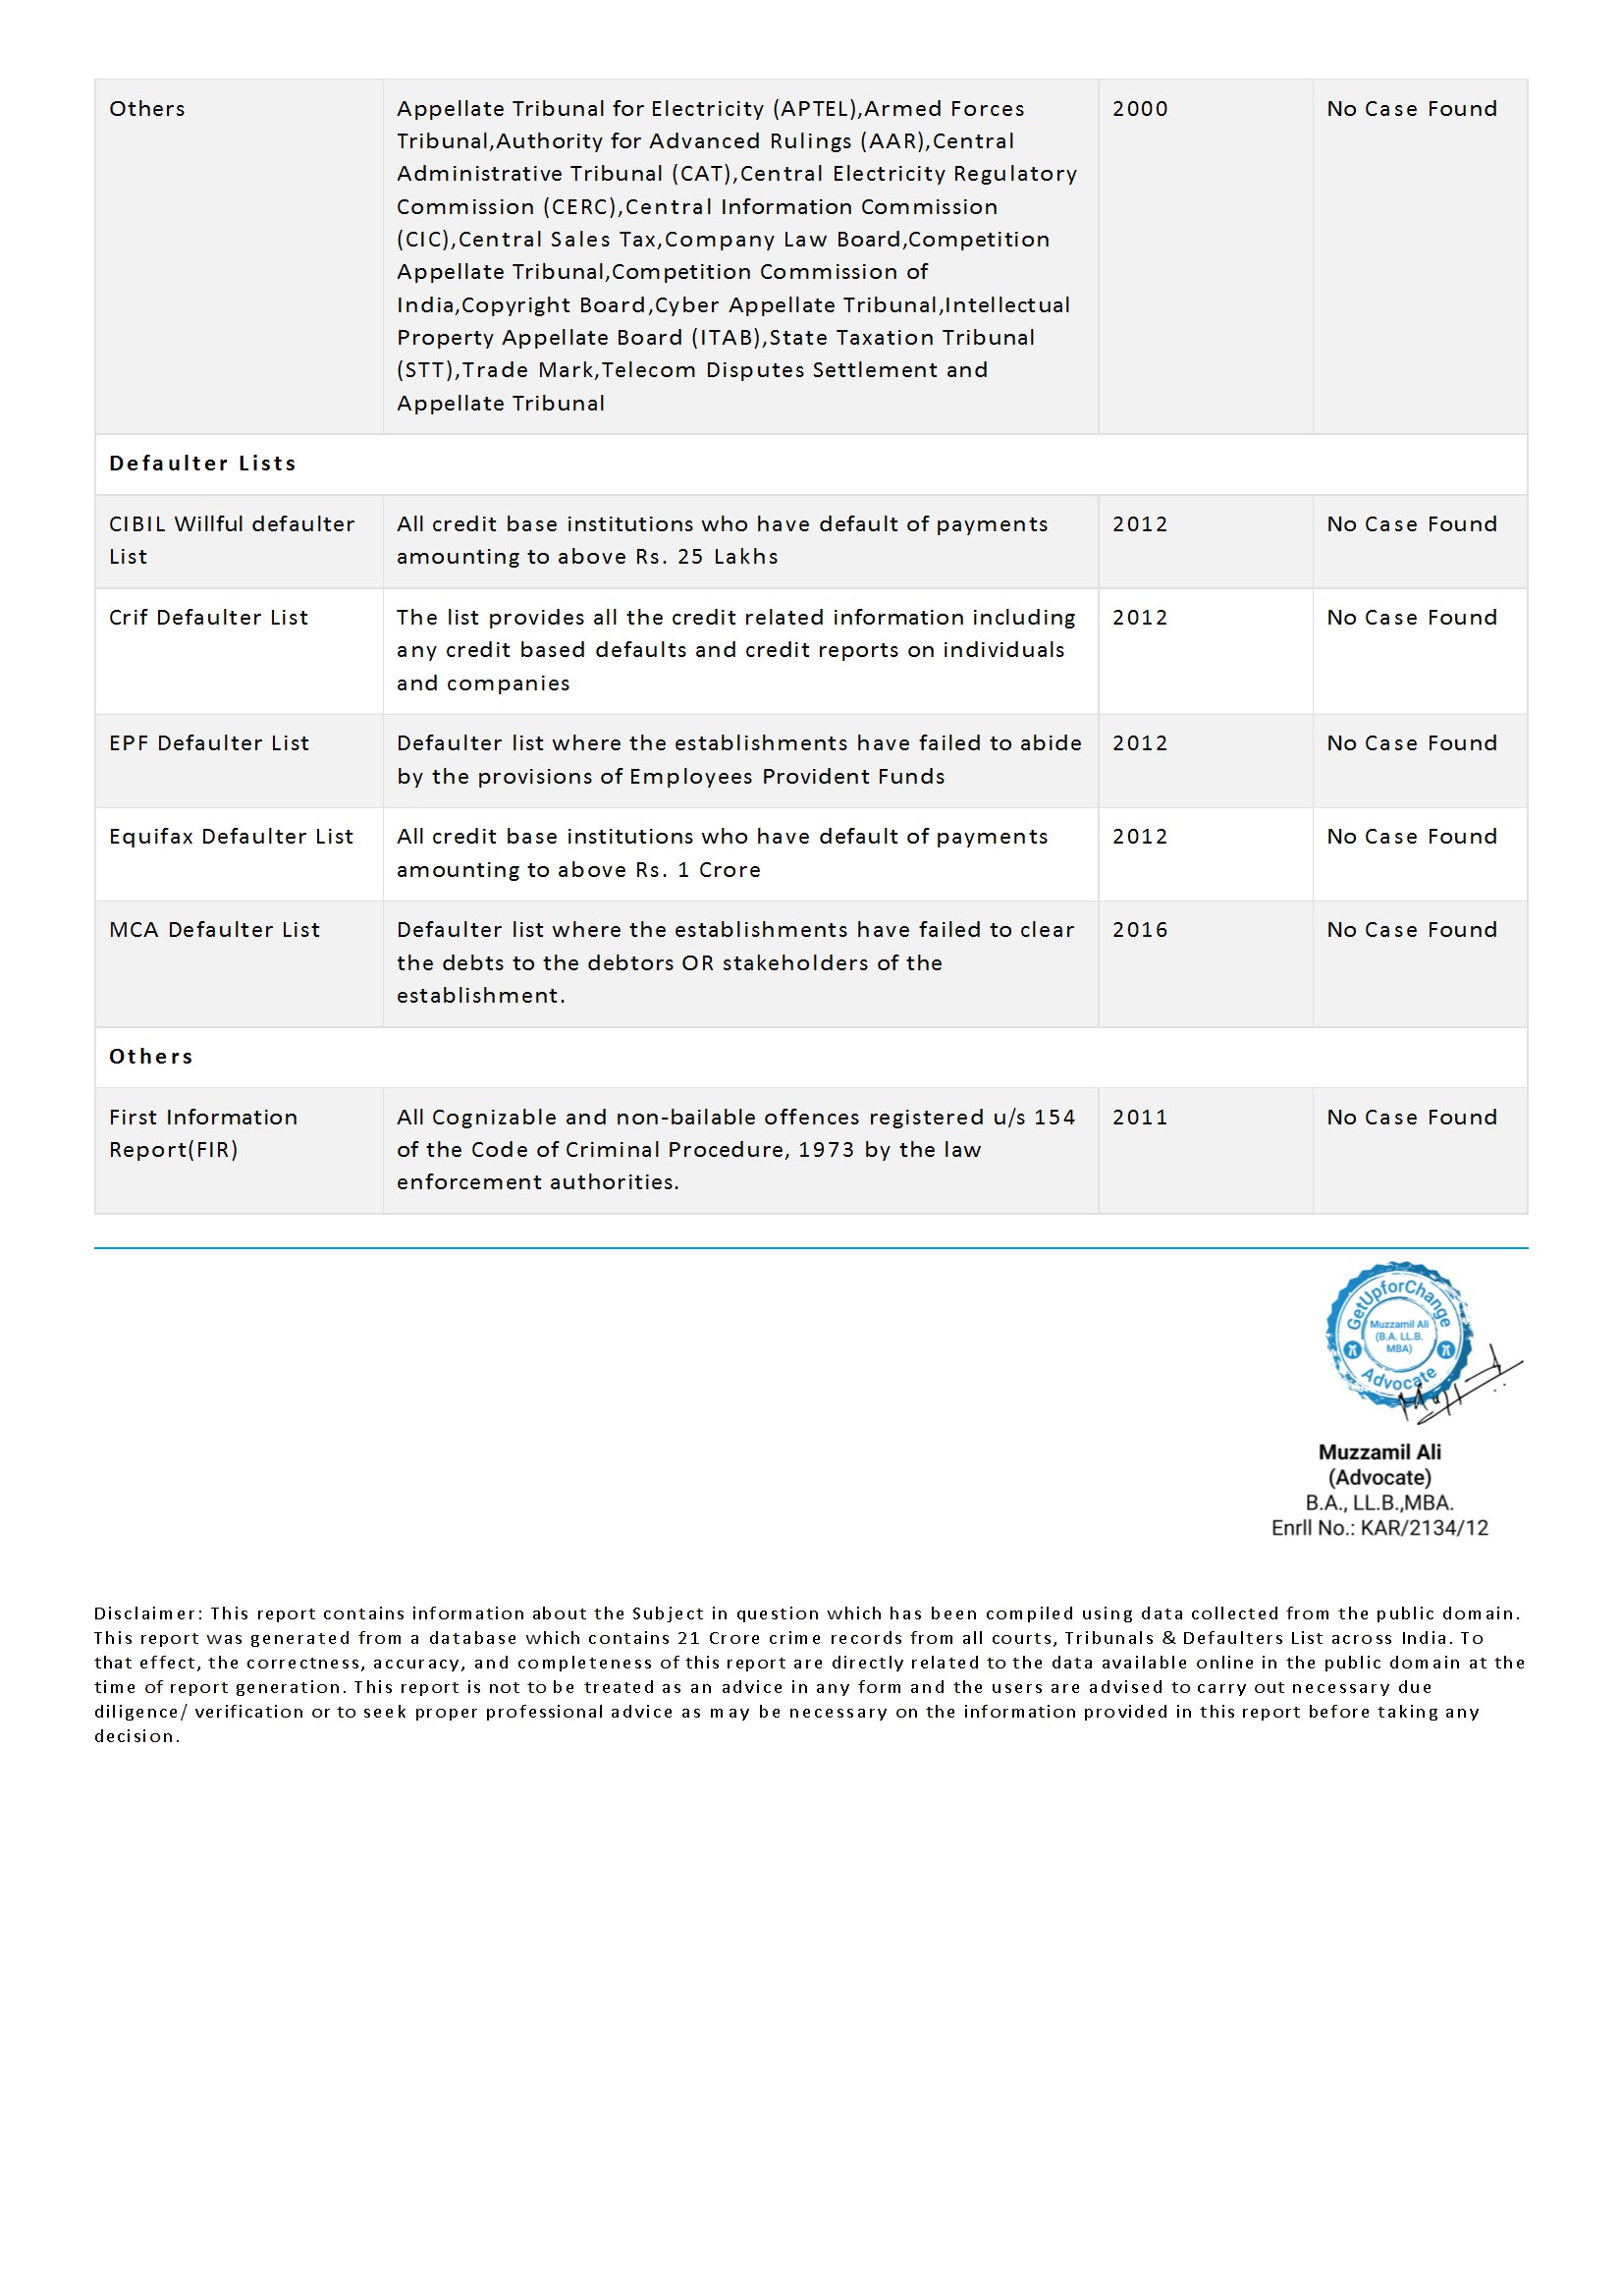 Others
Appellate Tribunal for Electricity (APTEL),Armed Forces
Tribunal,Authority for Advanced Rulings (AAR),Central
Administrative Tribunal (CAT),Central Electricity Regulatory
Commission (CERC),Central Information Commission
(CIC),Central Sales Tax,Company Law Board,Competition
Appellate Tribunal,Competition Commission of
India,Copyright Board,Cyber Appellate Tribunal,Intellectual
Property Appellate Board (ITAB),State Taxation Tribunal
(STT),Trade Mark,Telecom Disputes Settlement and
Appellate Tribunal
2000
No Case Found
Defaulter Lists
CIBIL Willful defaulter
List
All credit base institutions who have default of payments
amounting to above Rs. 25 Lakhs
2012
No Case Found
Crif Defaulter List
The list provides all the credit related information including
any credit based defaults and credit reports on individuals
and companies
2012
No Case Found
EPF Defaulter List
Defaulter list where the establishments have failed to abide
by the provisions of Employees Provident Funds
2012
No Case Found
Equifax Defaulter List
All credit base institutions who have default of payments
amounting to above Rs. 1 Crore
2012
No Case Found
MCA Defaulter List
Defaulter list where the establishments have failed to clear
the debts to the debtors OR stakeholders of the
establishment.
2016
No Case Found
Others
First Information
Report(FIR)
All Cognizable and non-bailable offences registered u/s 154
of the Code of Criminal Procedure, 1973 by the law
enforcement authorities.
2011
No Case Found
GetUpforChange
Muzzamil Ali
(B.A. LL.B.
MBA)
Advocate
Muzzamil Ali
(Advocate)
B.A., LL.B.,MBA.
Enrll No.: KAR/2134/12
Disclaimer: This report contains information about the Subject in question which has been compiled using data collected from the public domain.
This report was generated from a database which contains 21 Crore crime records from all courts, Tribunals & Defaulters List across India. To
that effect, the correctness, accuracy, and completeness of this report are directly related to the data available online in the public domain at the
time of report generation. This report is not to be treated as an advice in any form and the users are advised to carry out necessary due
diligence/ verification or to seek proper professional advice as may be necessary on the information provided in this report before taking any
decision.